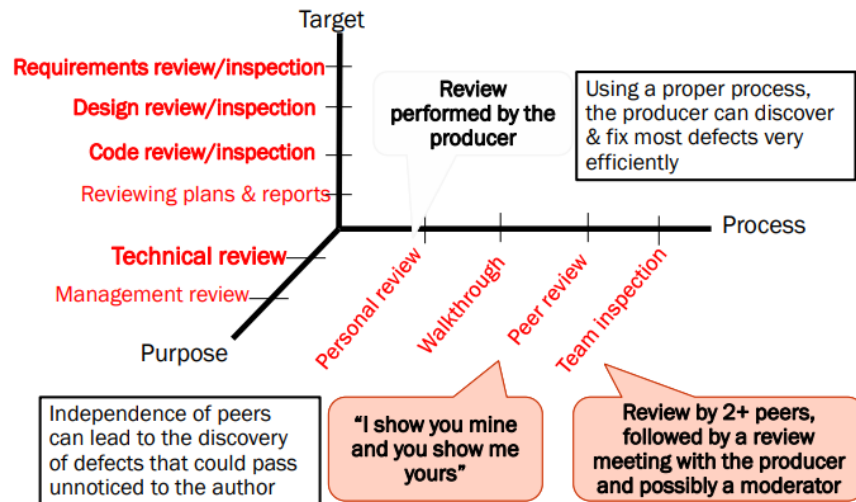 Target
Requirements review/inspection
Design review/inspection
Code review/inspection
Reviewing plans & reports
Review
performed by the
producer
Using a proper process,
the producer can discover
& fix most defects very
efficiently
Process
Technical review
Management review
Purpose
Personal review
Walkthrough
Peer review
Team inspection
Independence of peers
can lead to the discovery
of defects that could pass
unnoticed to the author
“I show you mine
and you show me
yours”
Review by 2+ peers,
followed by a review
meeting with the producer
and possibly a moderator